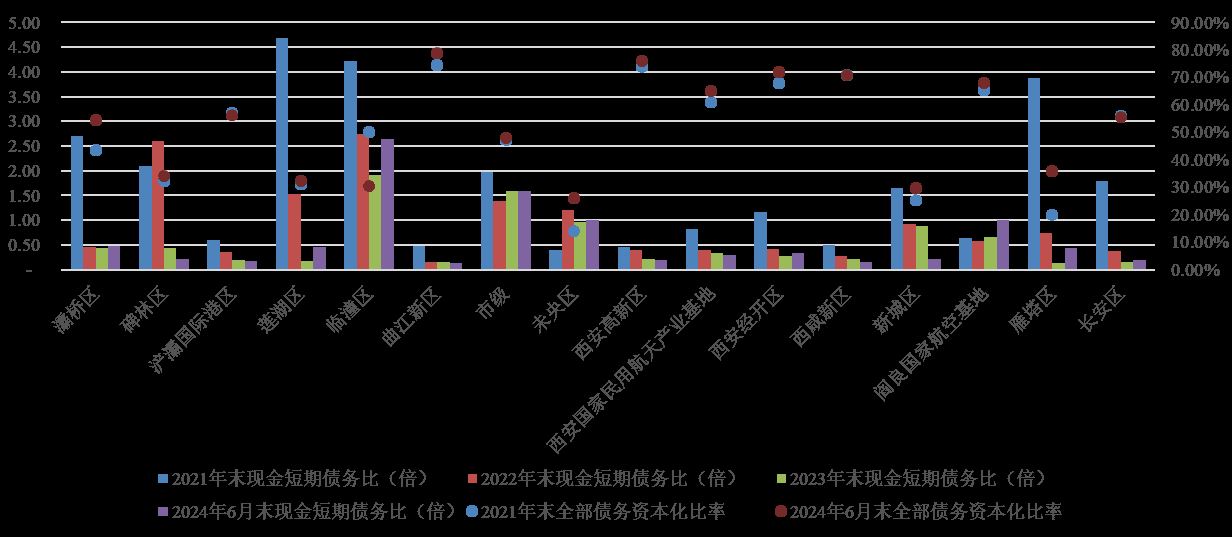 5.00
4.50
4.00
3.50
3.00
2.50
2.00
1.50
1.00
0.50
-
90.00%
80.00%
70.00%
60.00%
50.00%
40.00%
30.00%
20.00%
10.00%
0.00%
灞桥区
碑林区
浐灞国际港区
莲湖区
临潼区
曲江新区
市级
未央区
西安高新区
西安国家民用航天产业基地
西安经开区
西咸新区
新城区
阎良国家航空基地
雁塔区
长安区
2021年末现金短期债务比（倍）
2022年末现金短期债务比（倍）
2023年末现金短期债务比（倍）
2024年6月末现金短期债务比（倍）
2021年末全部债务资本化比率
2024年6月末全部债务资本化比率